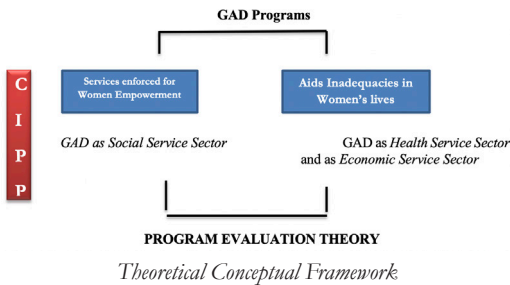 GAD Programs
C
I
P
P
Services enforced for
Women Empowerment
Aids Inadequacies in
Women's lives
GAD as Social Service Sector
GAD as Health Service Sector
and as Economic Service Sector
PROGRAM EVALUATION THEORY
Theoretical Conceptual Framework